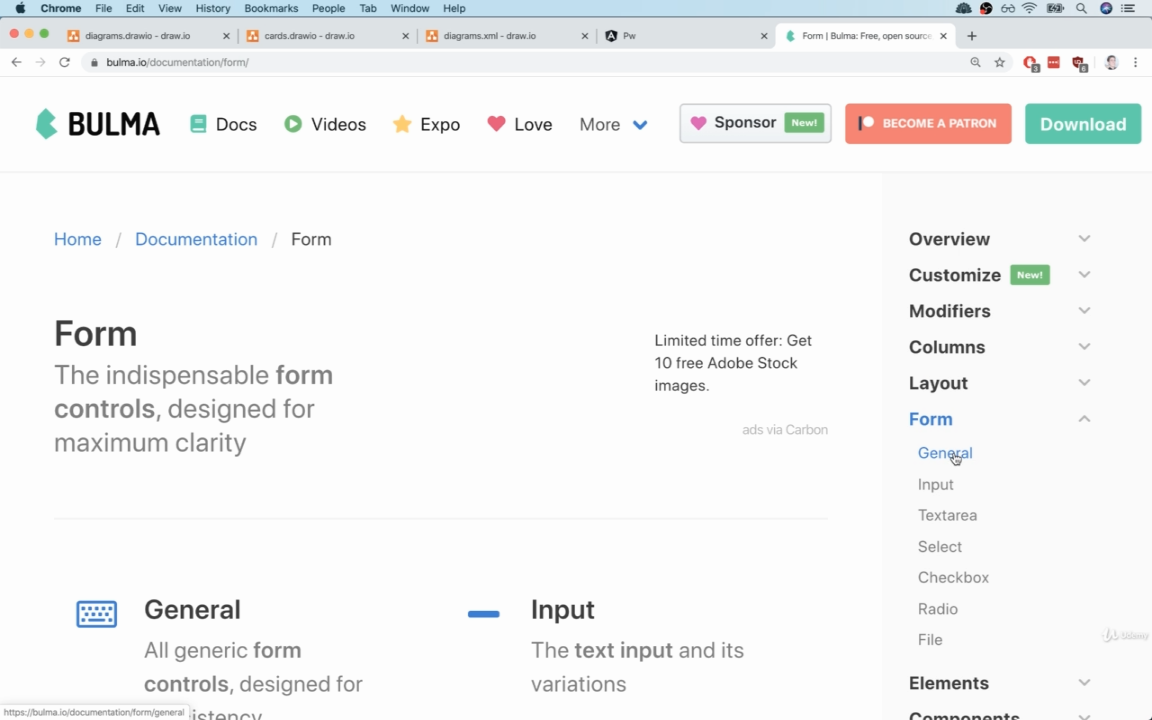 Chrome File Edit View History Bookmarks People Tab Window Help
diagrams.drawio - draw.io cards.drawio - draw.io diagrams.xml - draw.io Pw Form | Bulma: Free, open source
bulma.io/documentation/form/
BULMA Docs Videos Expo Love More Sponsor New! BECOME A PATRON Download
Home / Documentation / Form
Form
The indispensable form
controls, designed for
maximum clarity
Limited time offer: Get
10 free Adobe Stock
images.
ads via Carbon
General
All generic form
controls, designed for
Input
The text input and its
variations
Overview
Customize New!
Modifiers
Columns
Layout
Form
General
Input
Textarea
Select
Checkbox
Radio
File
Elements
Components
Udemy
https://bulma.io/documentation/form/general